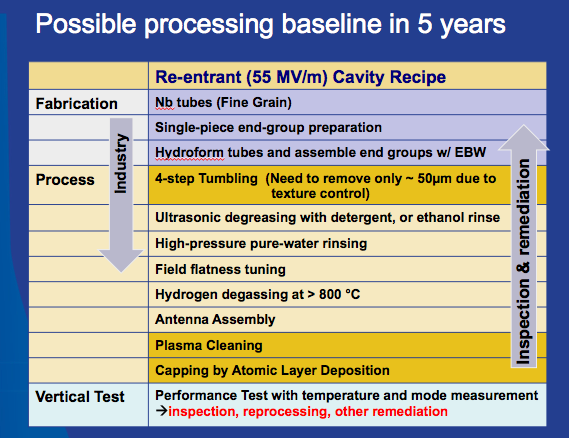 Possible processing baseline in 5 years
Re-entrant (55 MV/m) Cavity Recipe
Fabrication
Nb tubes (Fine Grain)
Single-piece end-group preparation
Hydroform tubes and assemble end groups w/ EBW
Industry
Process
4-step Tumbling (Need to remove only ~ 50µm due to
texture control)
Ultrasonic degreasing with detergent, or ethanol rinse
High-pressure pure-water rinsing
Field flatness tuning
Hydrogen degassing at > 800 °C
Antenna Assembly
Plasma Cleaning
Capping by Atomic Layer Deposition
Inspection & remediation
Vertical Test
Performance Test with temperature and mode measurement
→inspection, reprocessing, other remediation